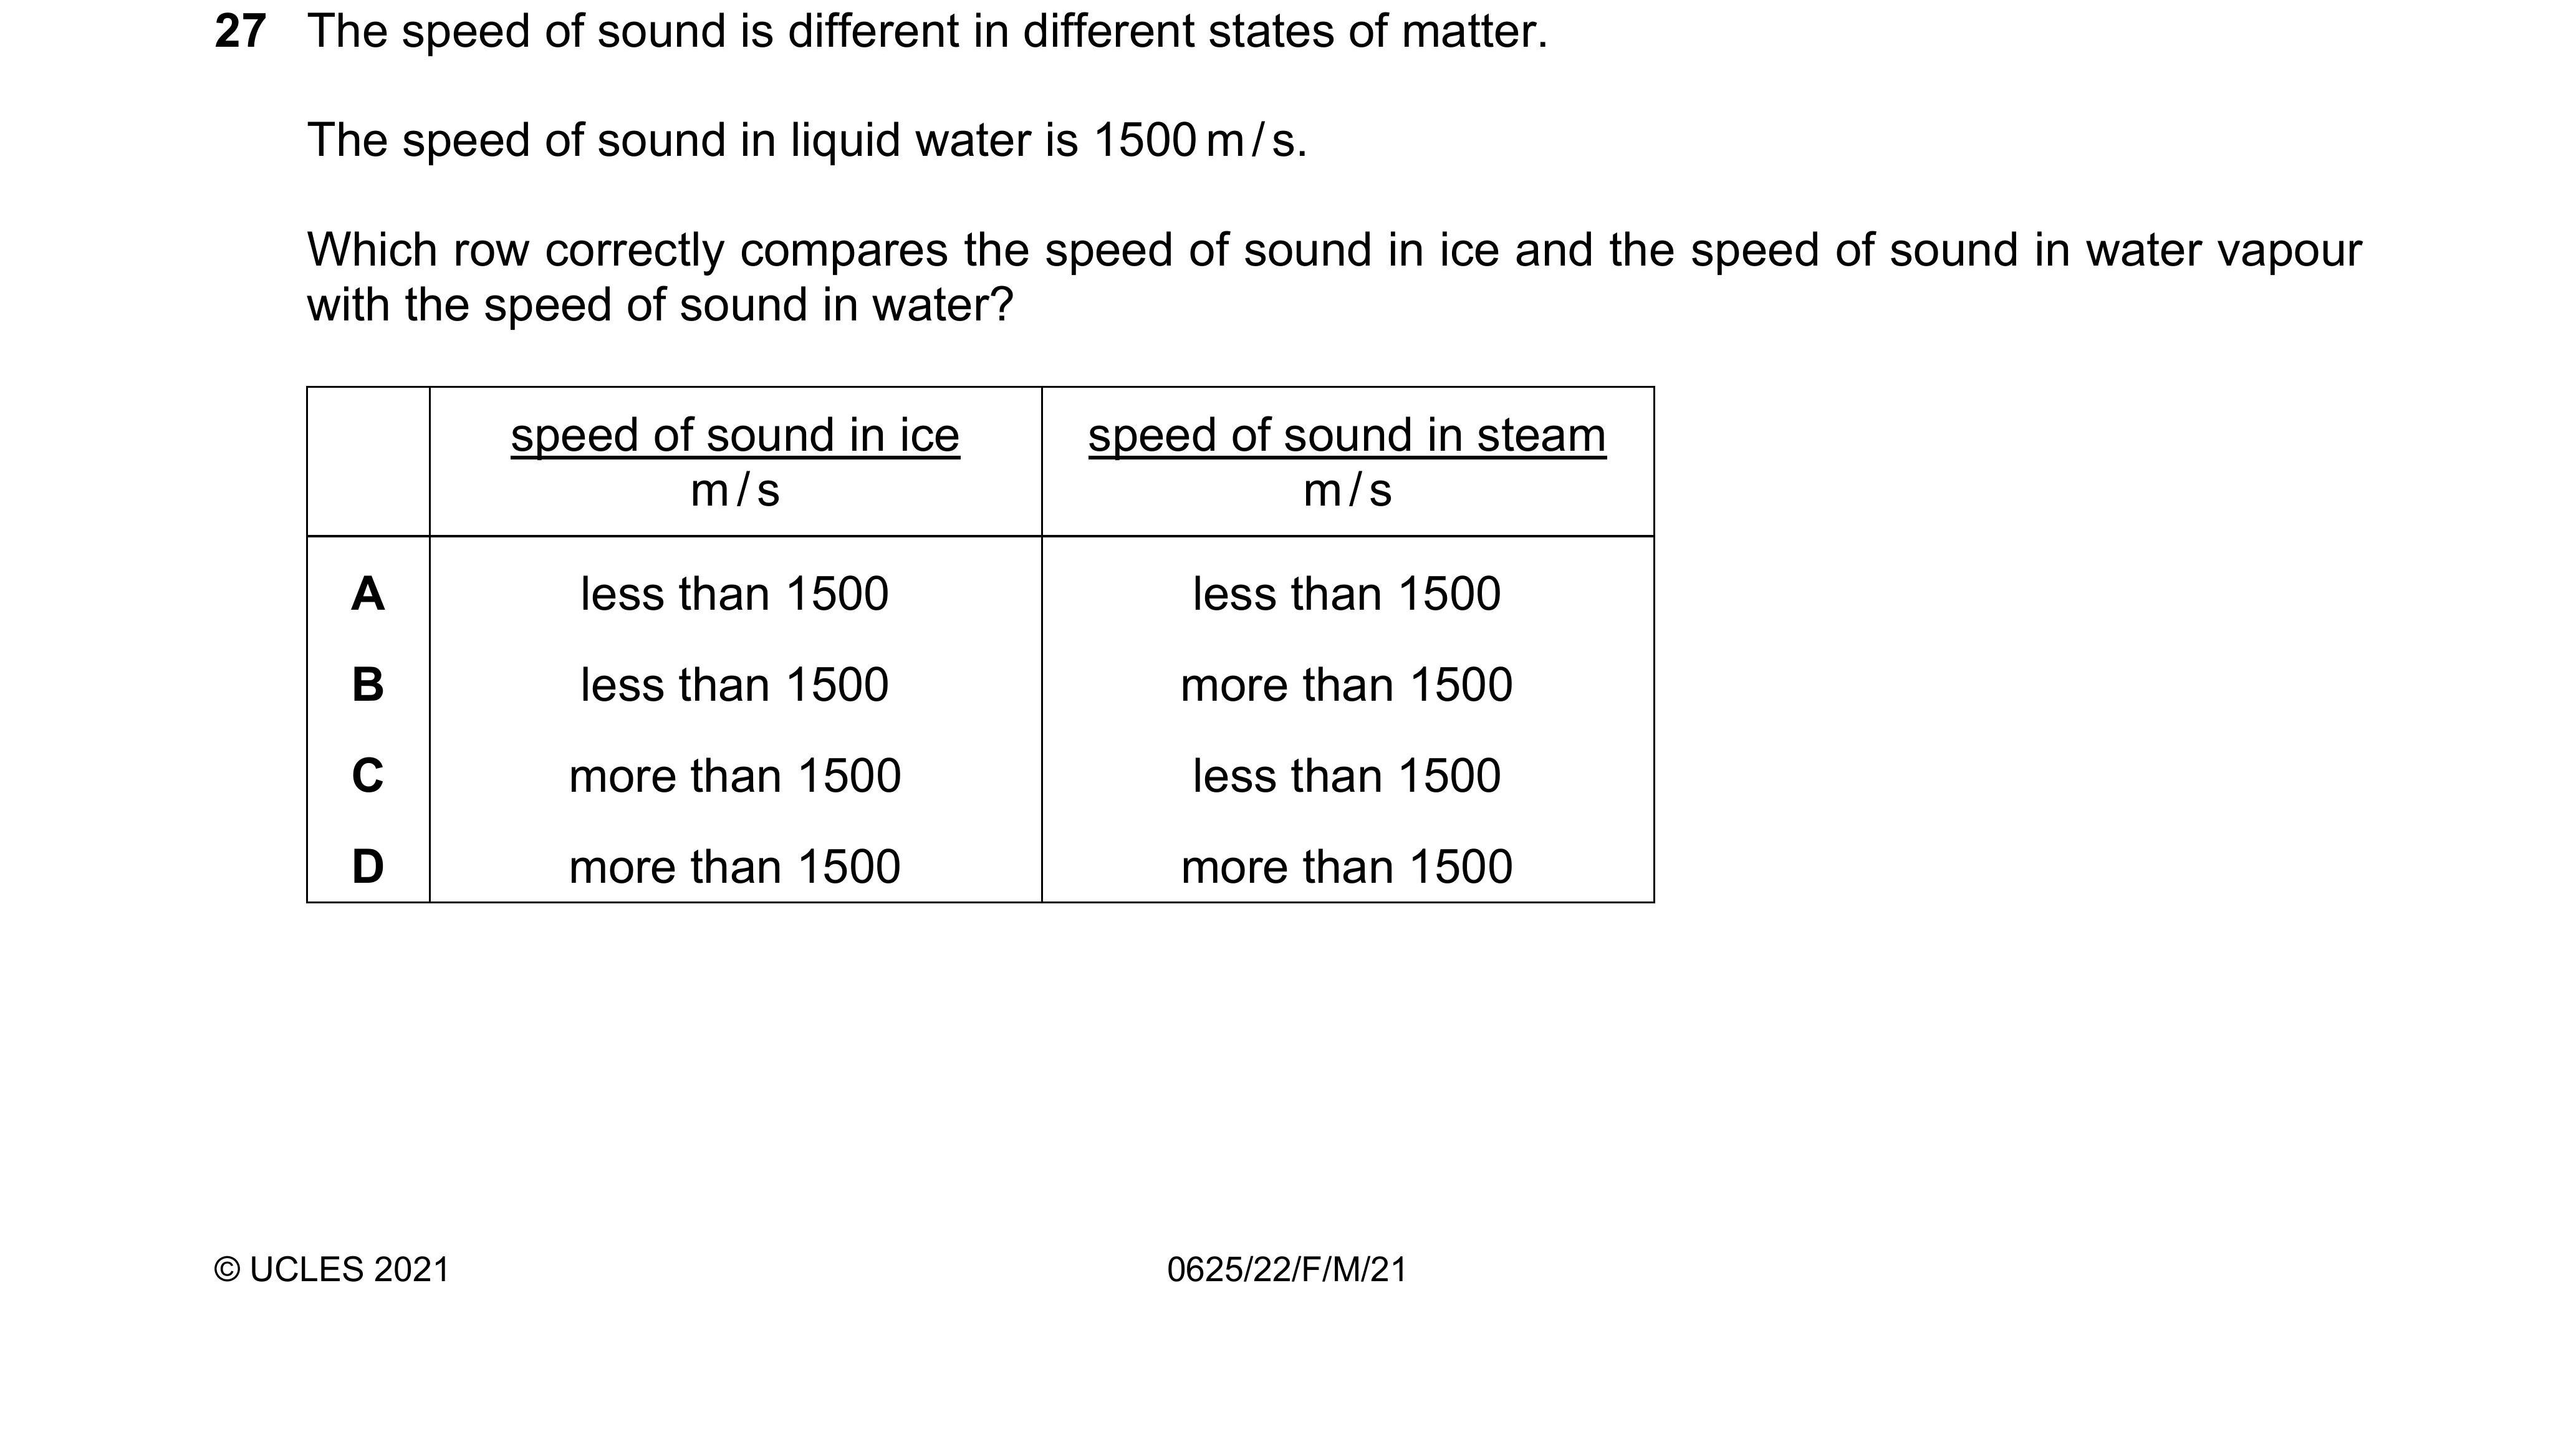 27 The speed of sound is different in different states of matter.
The speed of sound in liquid water is 1500 m / s.
Which row correctly compares the speed of sound in ice and the speed of sound in water vapour
with the speed of sound in water?
speed of sound in ice speed of sound in steam
m / s m / s
A less than 1500 less than 1500
B less than 1500 more than 1500
C more than 1500 less than 1500
D more than 1500 more than 1500
© UCLES 2021 0625/22/F/M/21